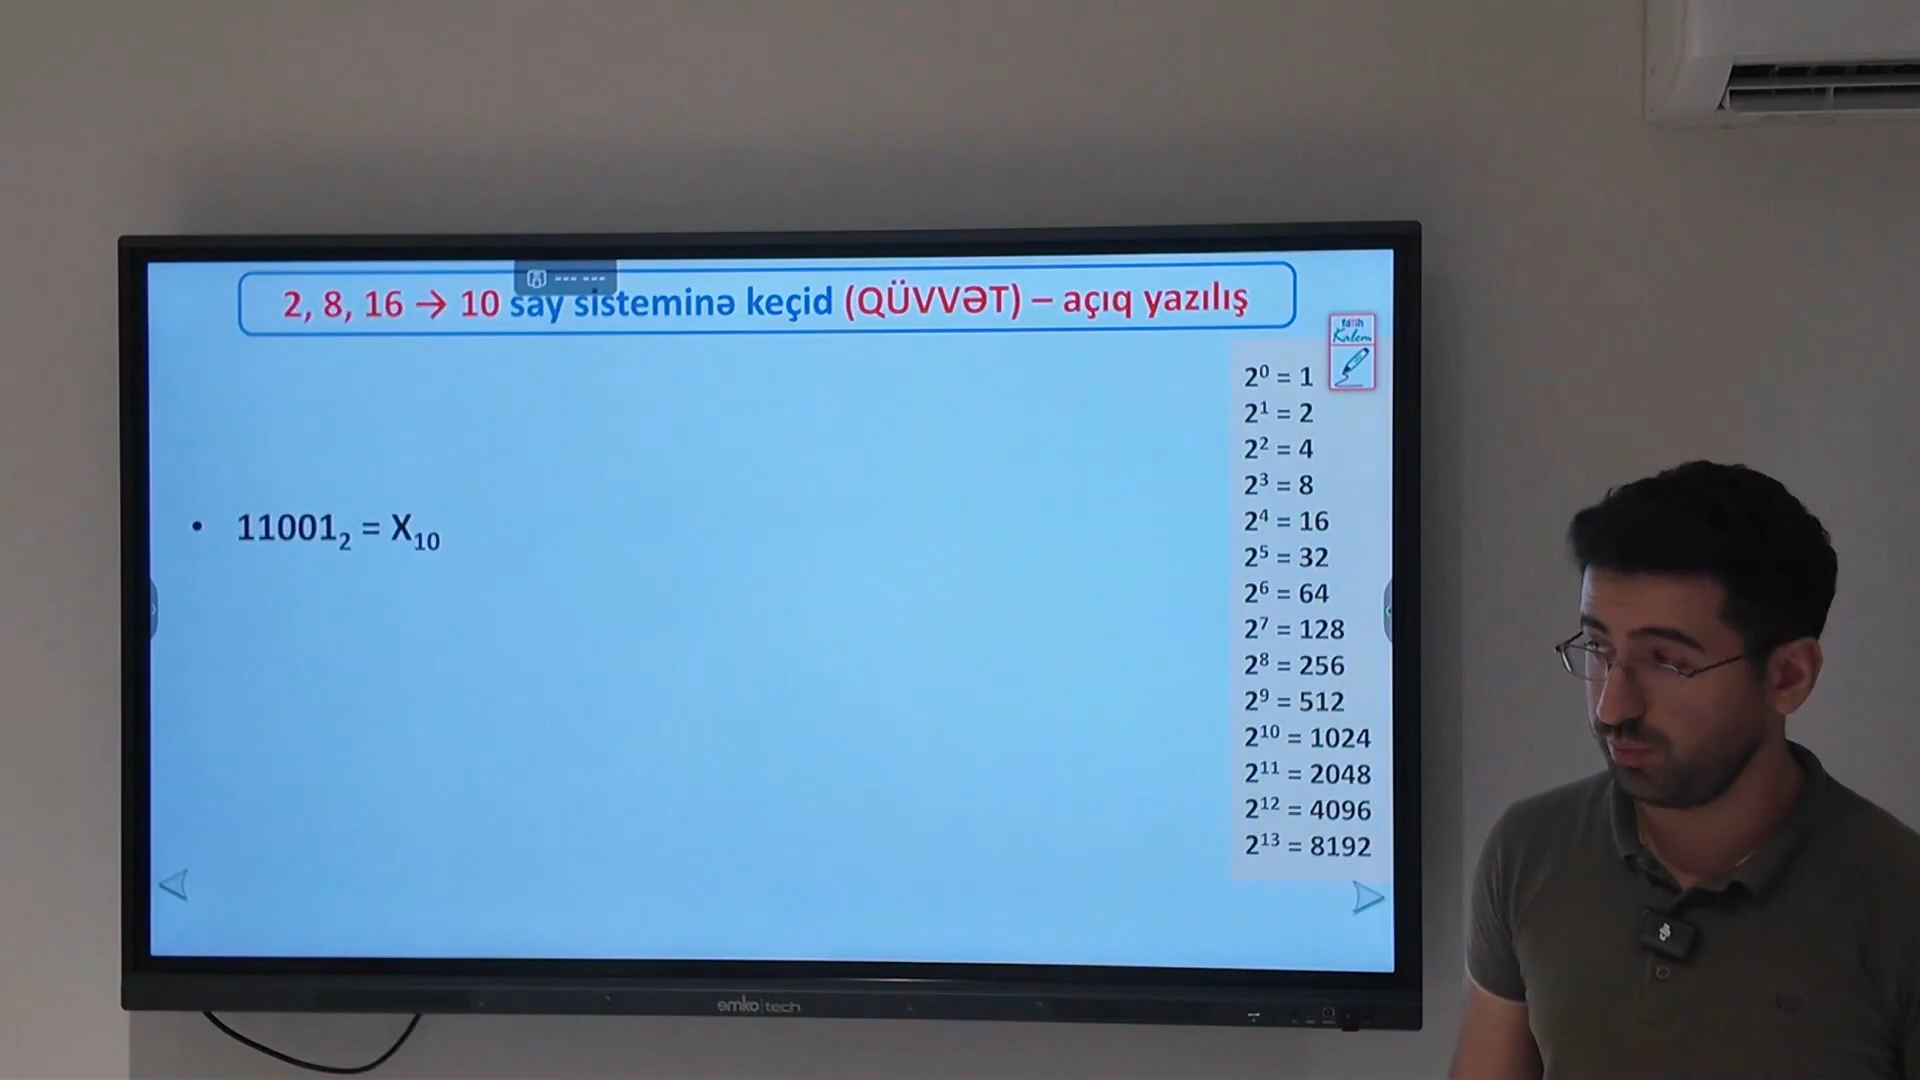 2, 8, 16 → 10 say sisteminə keçid (QÜVVƏT) – açıq yazılış
fatih
Kalem
• 11001₂ = X₁₀
2⁰ = 1
2¹ = 2
2² = 4
2³ = 8
2⁴ = 16
2⁵ = 32
2⁶ = 64
2⁷ = 128
2⁸ = 256
2⁹ = 512
2¹⁰ = 1024
2¹¹ = 2048
2¹² = 4096
2¹³ = 8192
emko|tech